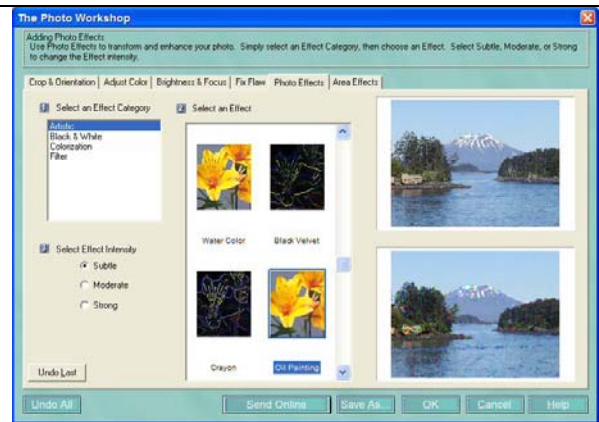 The Photo Workshop
Adding Photo Effects
Use Photo Effects to transform and enhance your photo. Simply select an Effect Category, then choose an Effect. Select Subtle, Moderate, or Strong
to change the Effect intensity.
Crop & Orientation
Adjust Color
Brightness & Focus
Fix Flaw
Photo Effects
Area Effects
1 Select an Effect Category
Artistic
Black & White
Colorization
Filter
2 Select an Effect
Water Color
Black Velvet
Crayon
Oil Painting
3 Select Effect Intensity
Subtle
Moderate
Strong
Undo Last
Undo All
Send Online
Save As...
OK
Cancel
Help